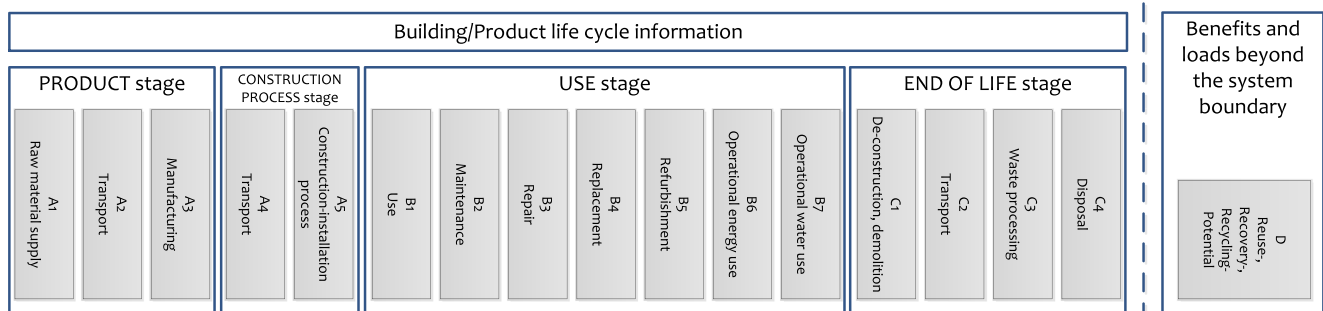 Building/Product life cycle information
PRODUCT stage
A1
Raw material supply
A2
Transport
A3
Manufacturing
CONSTRUCTION
PROCESS stage
A4
Transport
A5
Construction-installation
process
USE stage
B1
Use
B2
Maintenance
B3
Repair
B4
Replacement
B5
Refurbishment
B6
Operational energy use
B7
Operational water use
END OF LIFE stage
C1
De-construction, demolition
C2
Transport
C3
Waste processing
C4
Disposal
Benefits and
loads beyond
the system
boundary
D
Reuse-,
Recovery-,
Recycling-
Potential